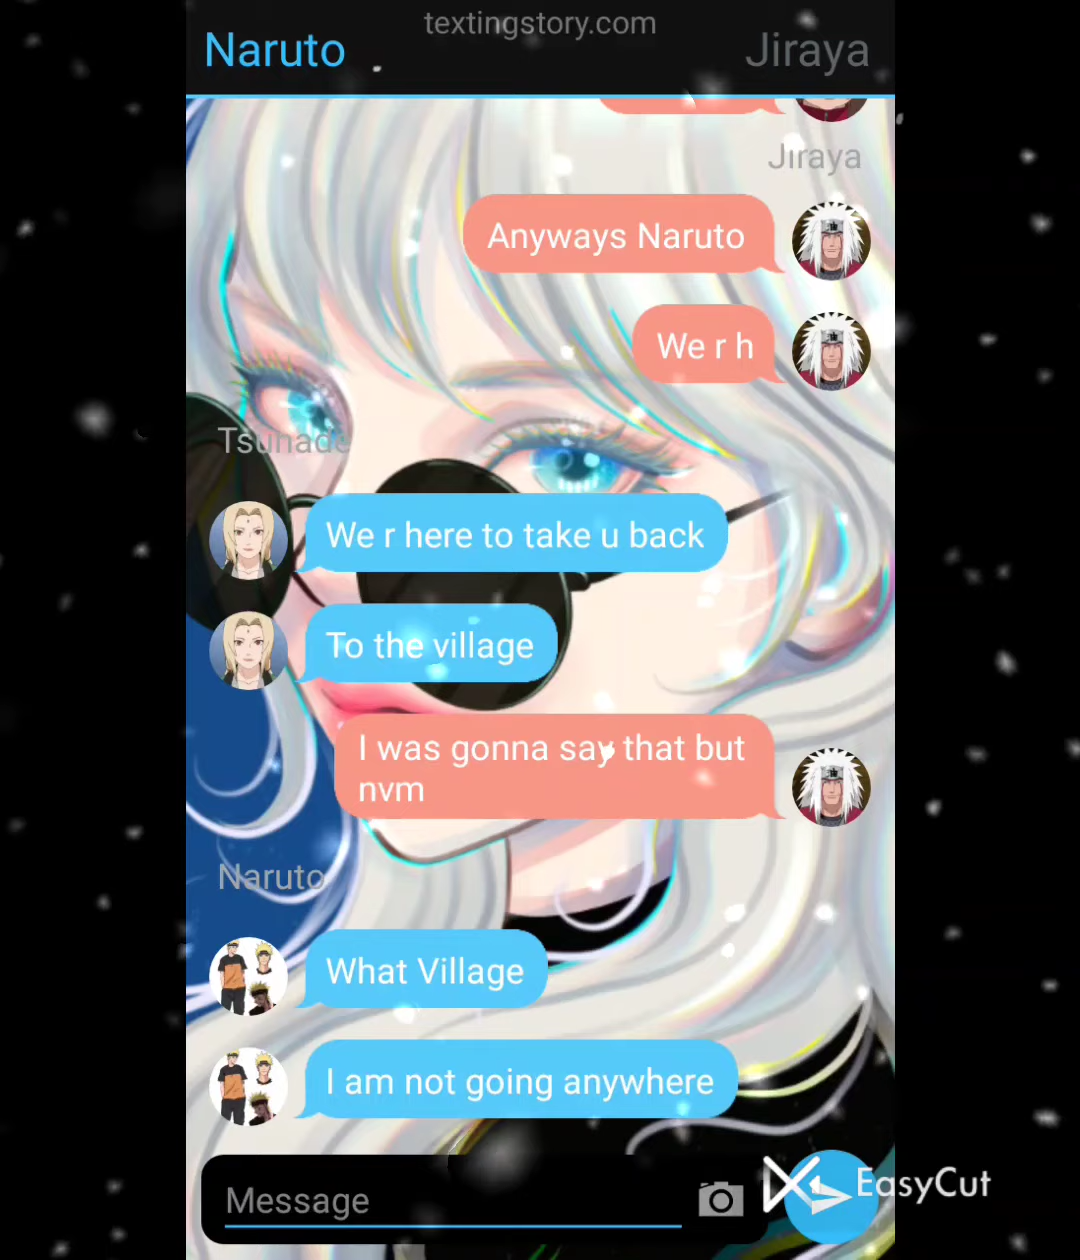 textingstory.com
Naruto
Jiraya
Jiraya
Anyways Naruto
We r h
Tsunade
We r here to take u back
To the village
I was gonna say that but
nvm
Naruto
What Village
I am not going anywhere
Message
EasyCut